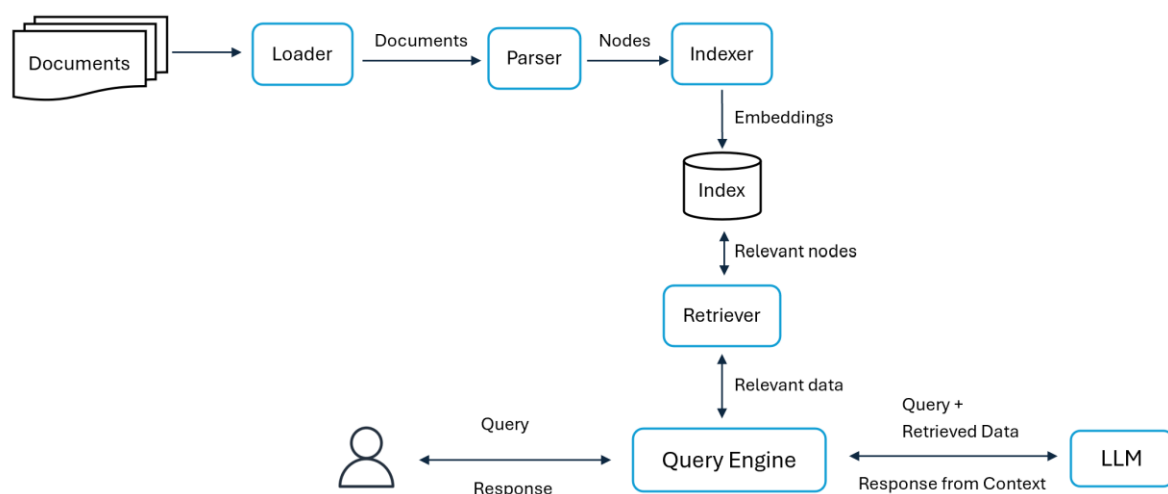 Documents
Loader
Documents
Parser
Nodes
Indexer
Embeddings
Index
Relevant nodes
Retriever
Relevant data
Query
Response
Query Engine
Query +
Retrieved Data
Response from Context
LLM